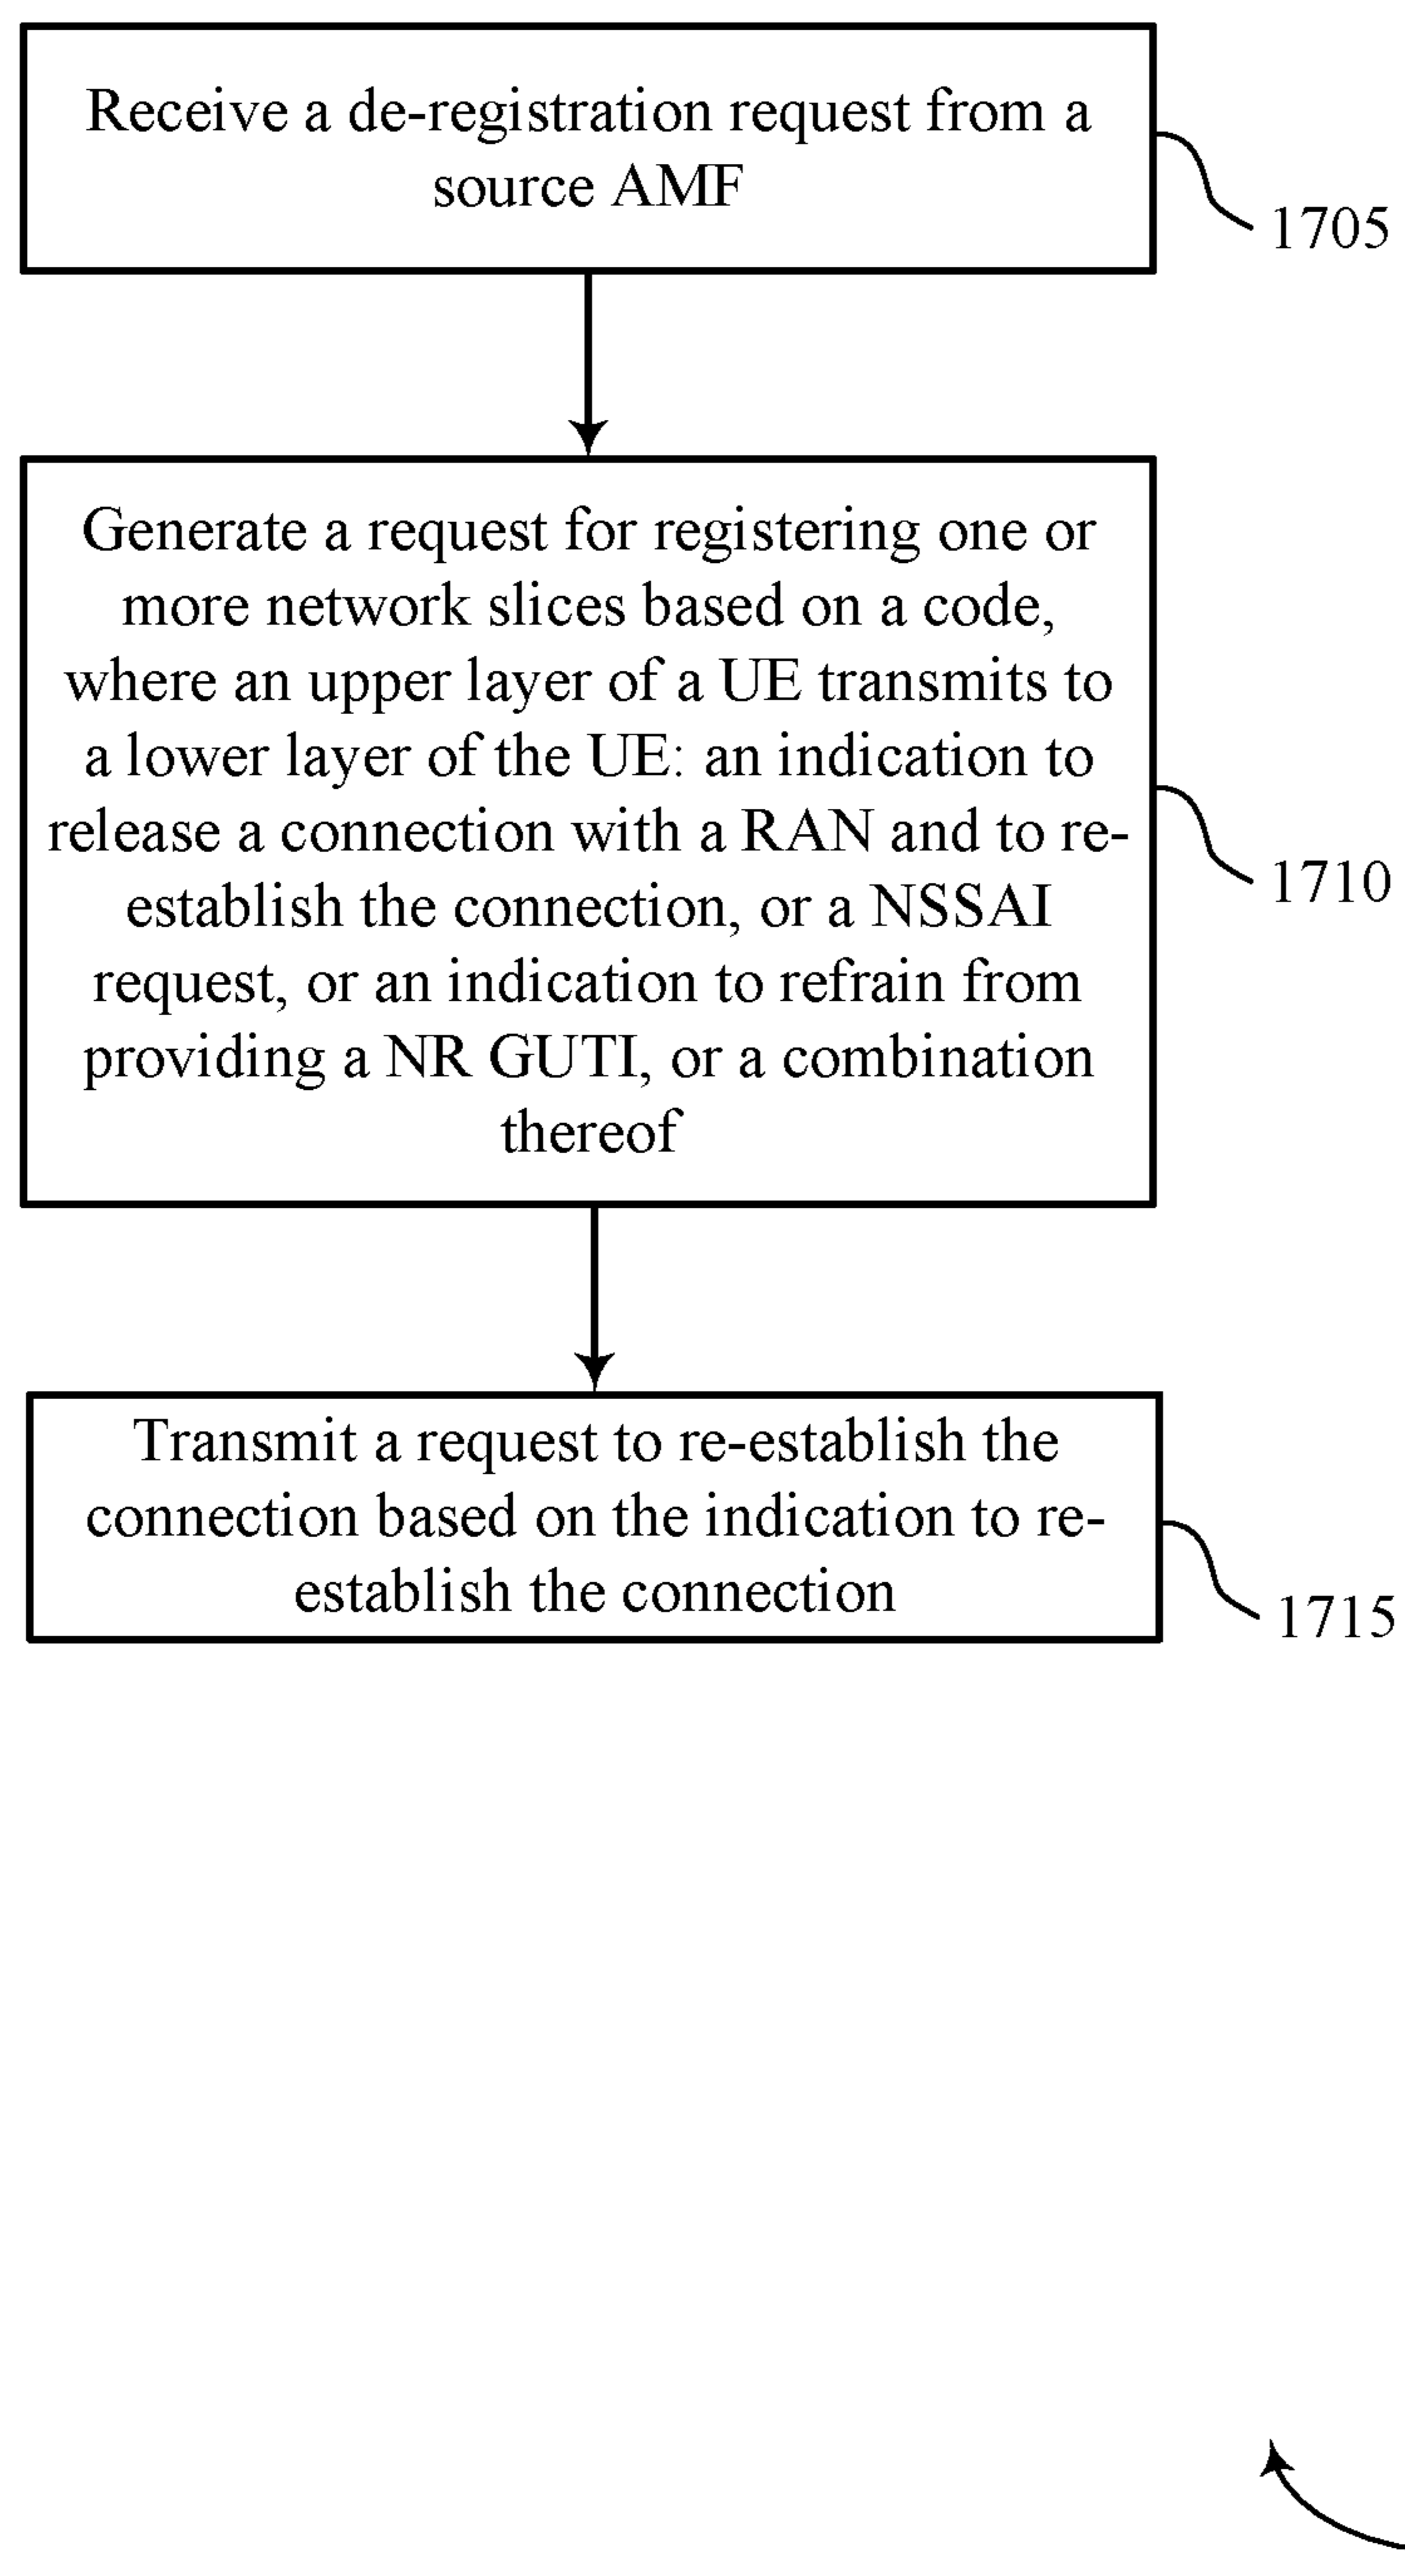 Receive a de-registration request from a
source AMF
1705
Generate a request for registering one or
more network slices based on a code,
where an upper layer of a UE transmits to
a lower layer of the UE: an indication to
release a connection with a RAN and to re-
establish the connection, or a NSSAI
request, or an indication to refrain from
providing a NR GUTI, or a combination
thereof
1710
Transmit a request to re-establish the
connection based on the indication to re-
establish the connection
1715